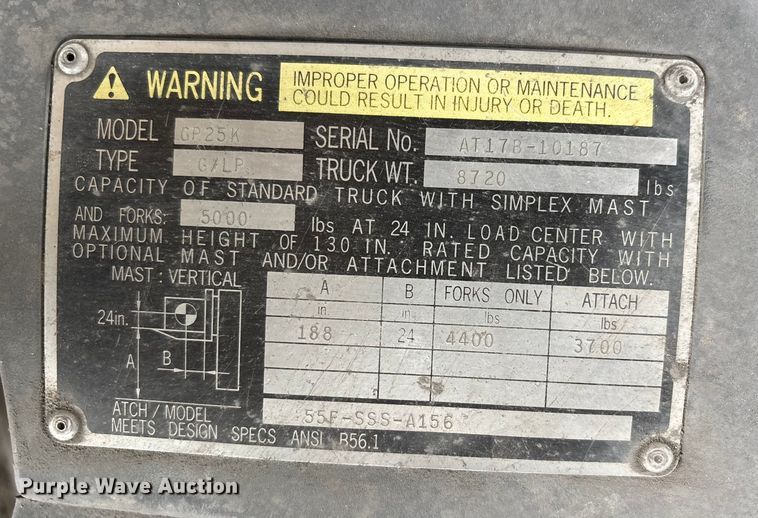 WARNING
IMPROPER OPERATION OR MAINTENANCE
COULD RESULT IN INJURY OR DEATH.
MODEL GP25K SERIAL No. AT17B-10187
TYPE G/LP TRUCK WT. 8720 lbs
CAPACITY OF STANDARD TRUCK WITH SIMPLEX MAST
AND FORKS: 5000 lbs AT 24 IN. LOAD CENTER WITH
MAXIMUM HEIGHT OF 130 IN. RATED CAPACITY WITH
OPTIONAL MAST AND/OR ATTACHMENT LISTED BELOW.
MAST : VERTICAL
A B FORKS ONLY ATTACH
in in lbs lbs
188 24 4400 3700
24in.
B
A
ATCH / MODEL 55F-SSS-A156
MEETS DESIGN SPECS ANSI B56.1
Purple Wave Auction